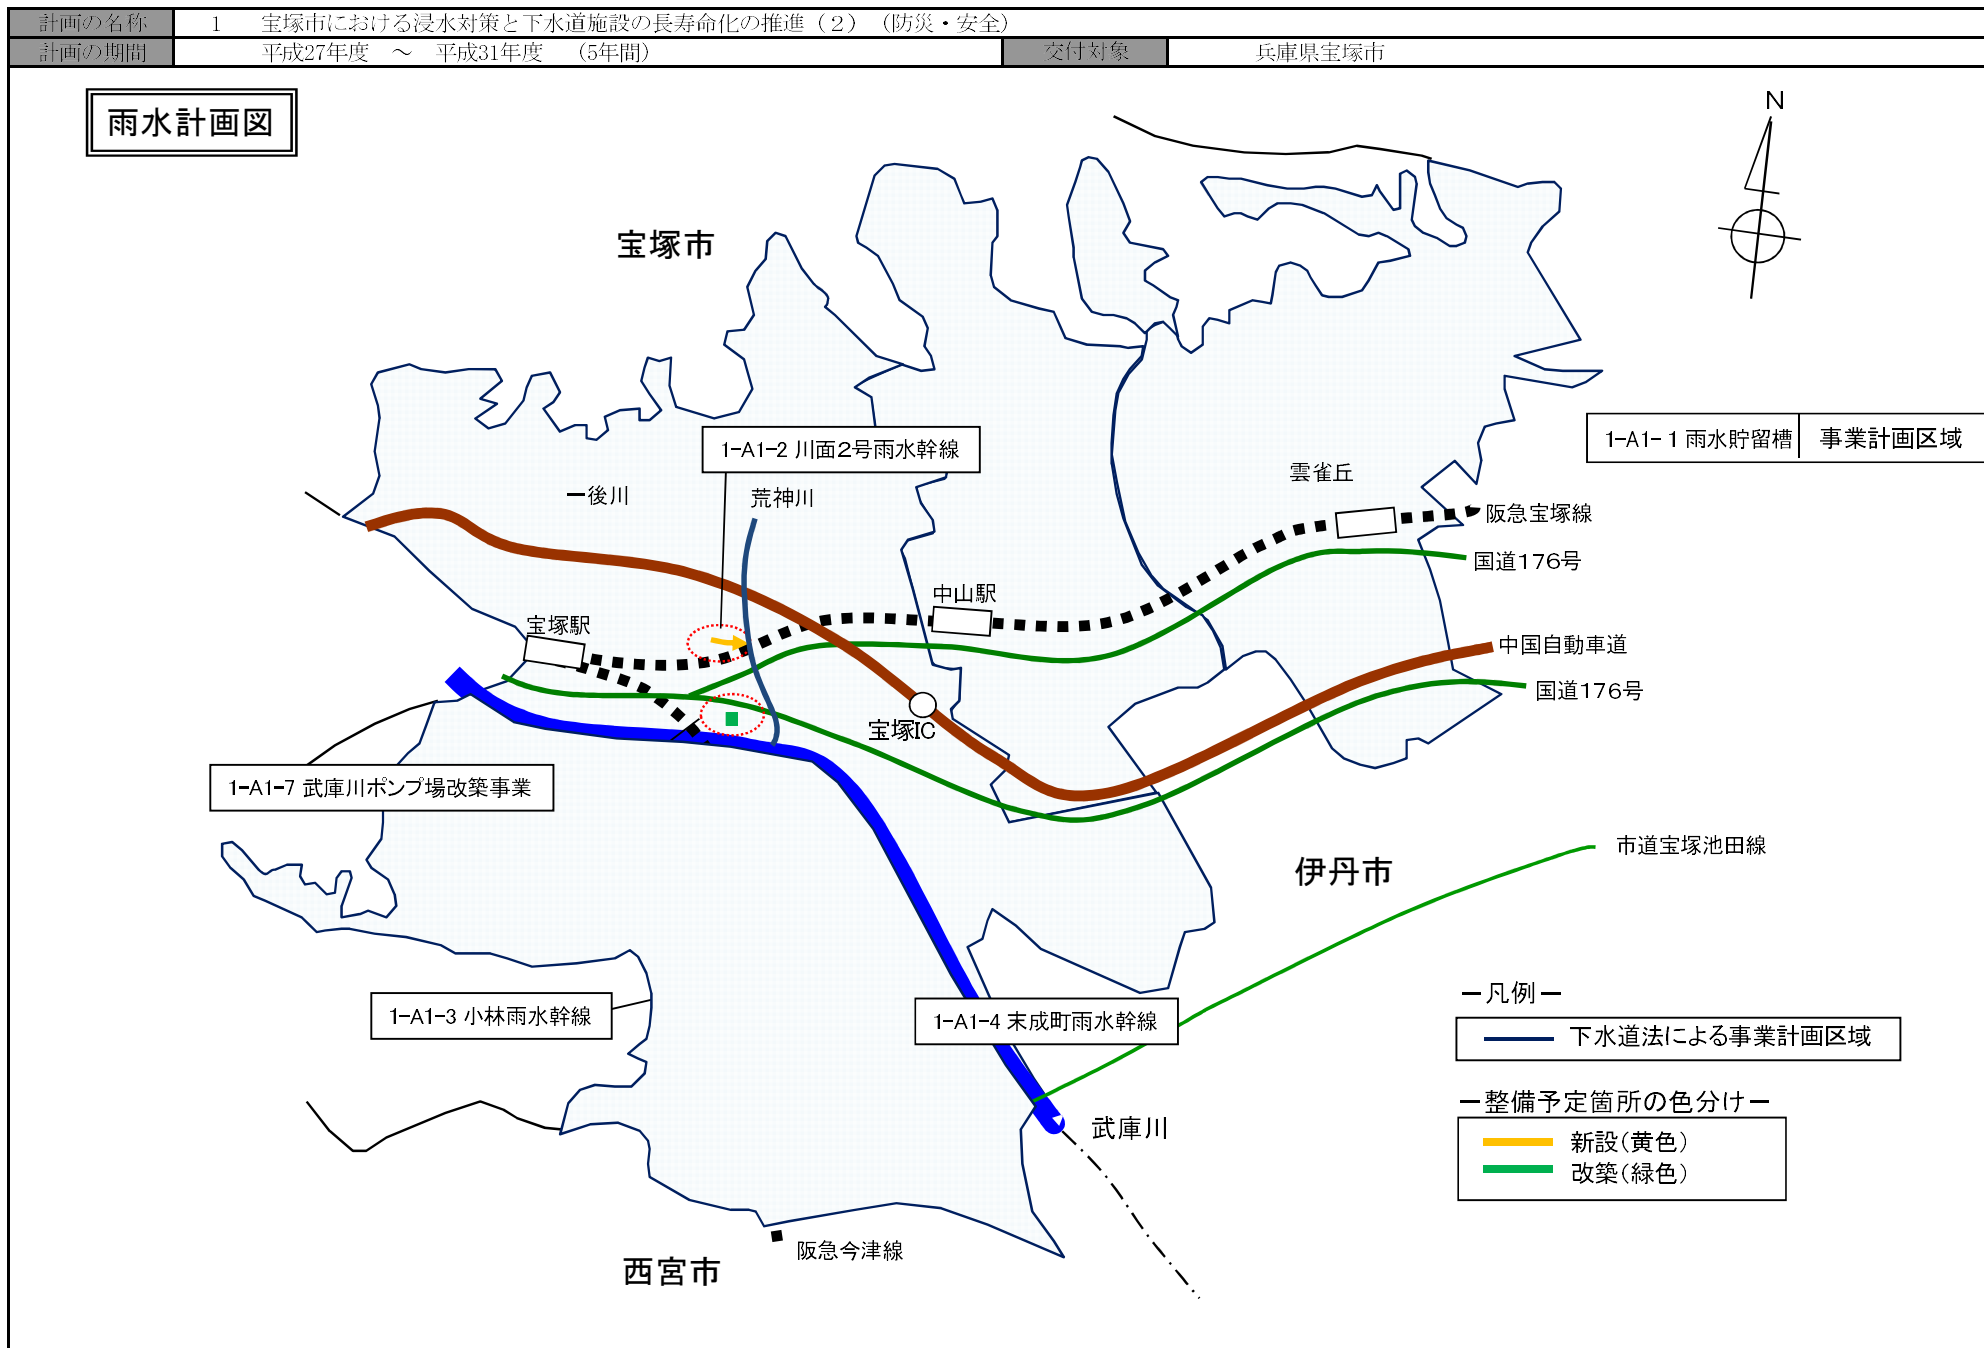 計画の名称 1 宝塚市における浸水対策と下水道施設の長寿命化の推進（２）（防災・安全）
計画の期間 平成27年度 ～ 平成31年度 （5年間） 交付対象 兵庫県宝塚市
雨水計画図
N
宝塚市
1-A1-2 川面２号雨水幹線
1-A1-1 雨水貯留槽 事業計画区域
雲雀丘
一後川
荒神川
阪急宝塚線
国道176号
中山駅
宝塚駅
中国自動車道
国道176号
宝塚IC
1-A1-7 武庫川ポンプ場改築事業
市道宝塚池田線
伊丹市
1-A1-3 小林雨水幹線
1-A1-4 末成町雨水幹線
－凡例－
下水道法による事業計画区域
－整備予定箇所の色分け－
新設（黄色）
改築（緑色）
武庫川
阪急今津線
西宮市